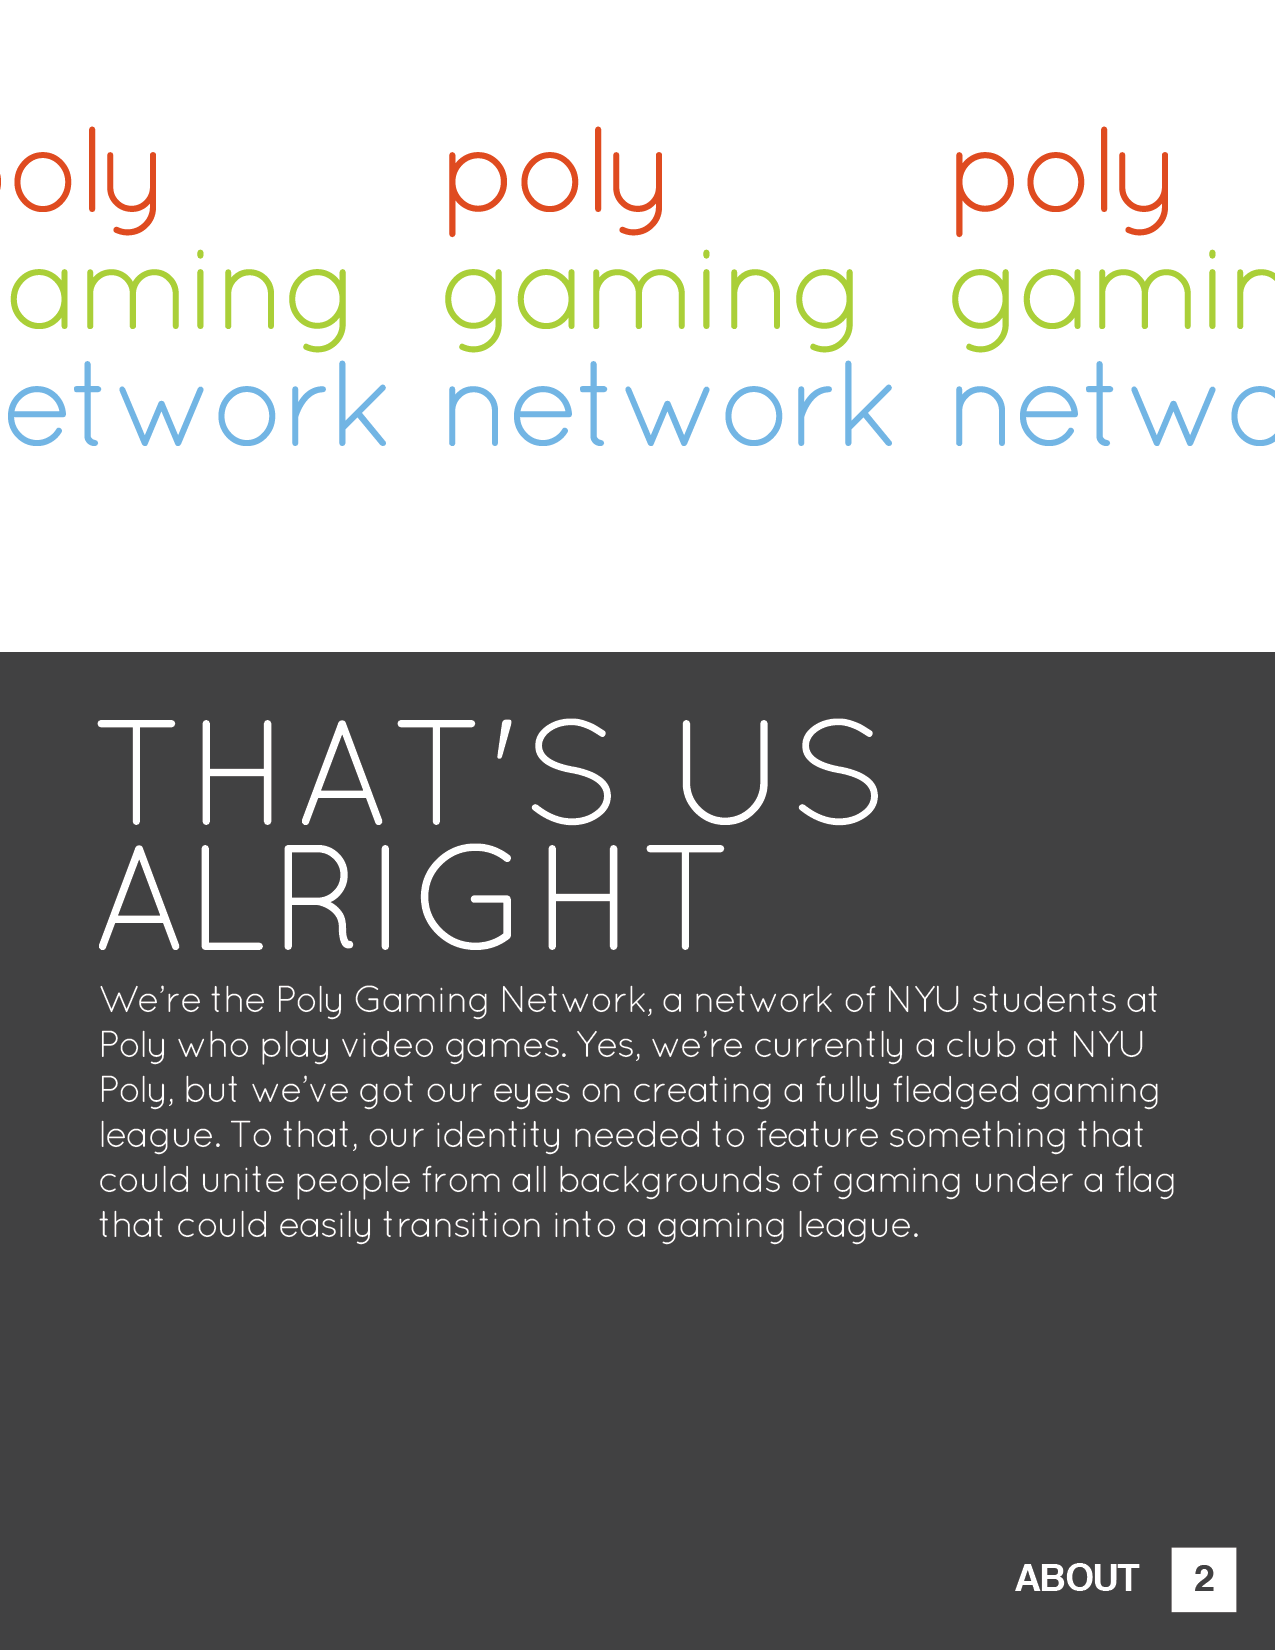 oly poly poly
aming gaming gamin
etwork network netwo
THAT'S US
ALRIGHT
We’re the Poly Gaming Network, a network of NYU students at
Poly who play video games. Yes, we’re currently a club at NYU
Poly, but we’ve got our eyes on creating a fully fledged gaming
league. To that, our identity needed to feature something that
could unite people from all backgrounds of gaming under a flag
that could easily transition into a gaming league.
ABOUT 2